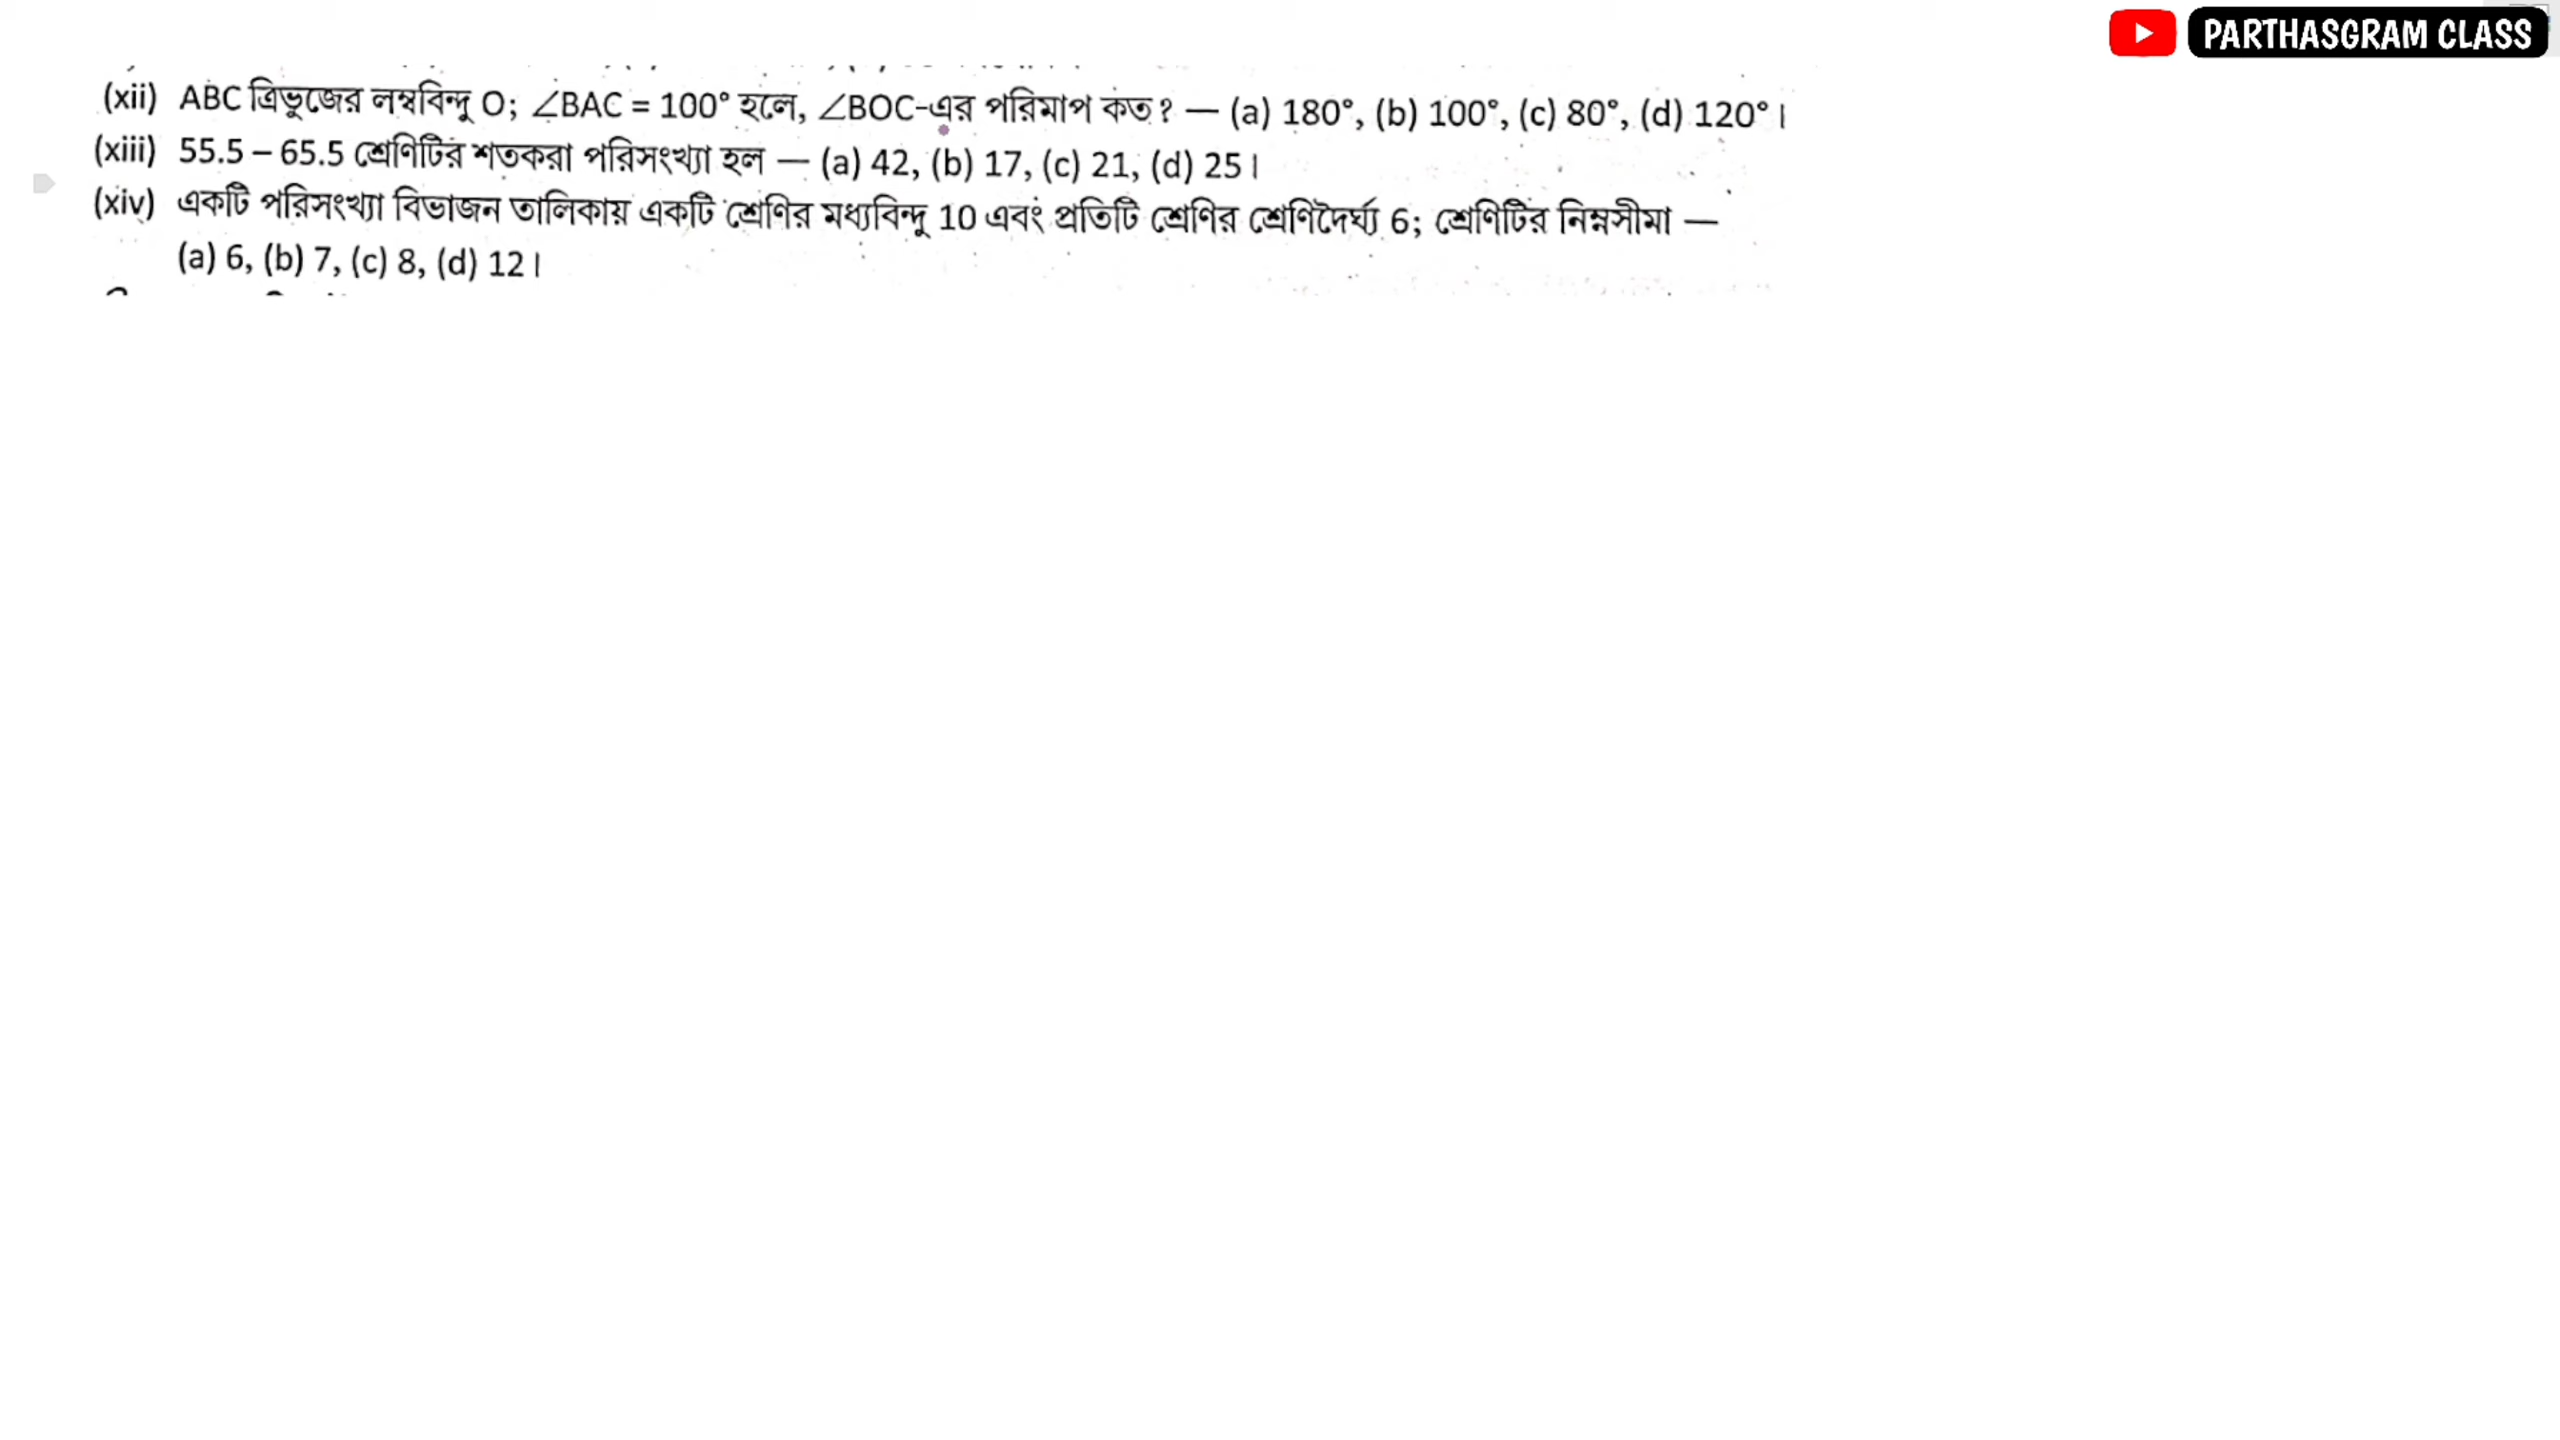 PARTHASGRAM CLASS
(xii) ABC ত্রিভুজের লম্ববিন্দু O; ∠BAC = 100° হলে, ∠BOC-এর পরিমাপ কত? — (a) 180°, (b) 100°, (c) 80°, (d) 120°।
(xiii) 55.5 – 65.5 শ্রেণিটির শতকরা পরিসংখ্যা হল — (a) 42, (b) 17, (c) 21, (d) 25।
(xiv) একটি পরিসংখ্যা বিভাজন তালিকায় একটি শ্রেণির মধ্যবিন্দু 10 এবং প্রতিটি শ্রেণির শ্রেণিদৈর্ঘ্য 6; শ্রেণিটির নিম্নসীমা —
(a) 6, (b) 7, (c) 8, (d) 12।